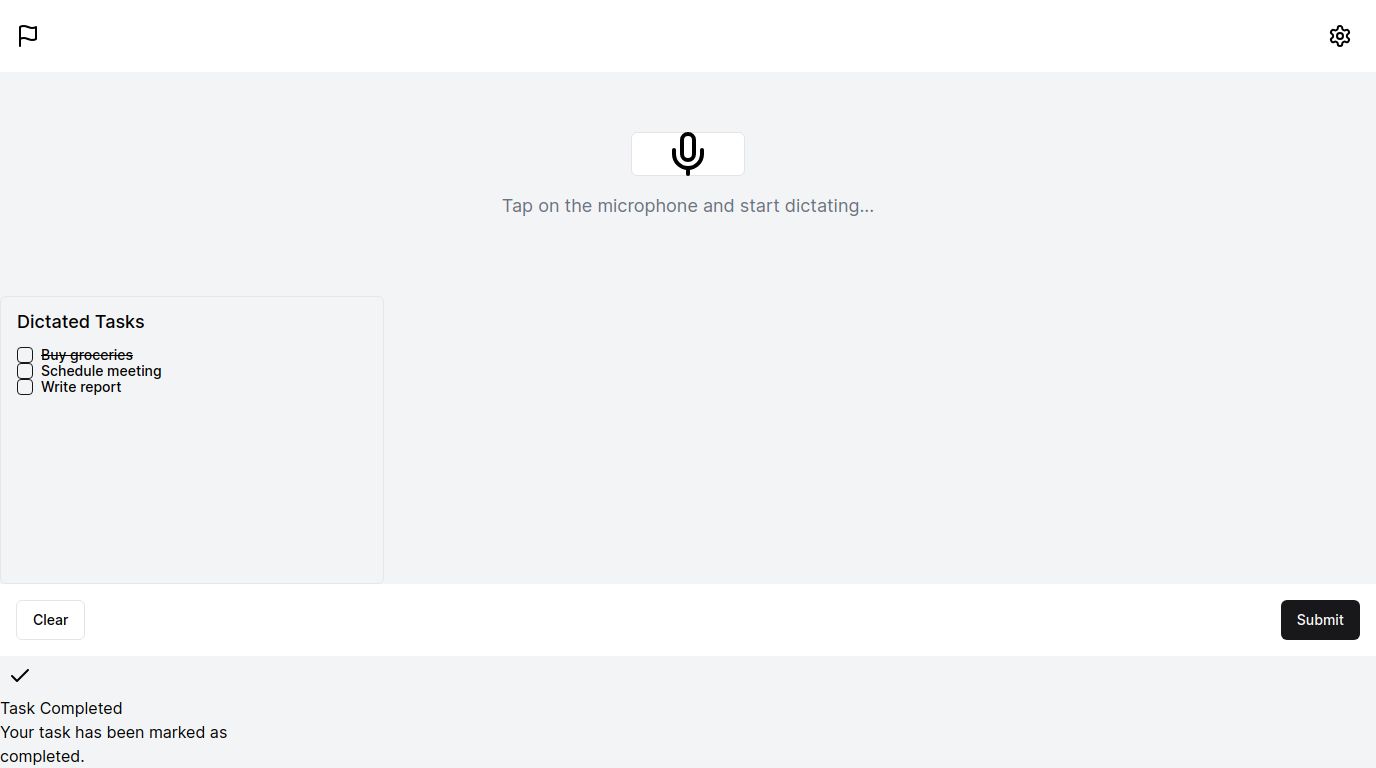 Tap on the microphone and start dictating...
Dictated Tasks
Buy groceries
Schedule meeting
Write report
Clear
Submit
Task Completed
Your task has been marked as
completed.